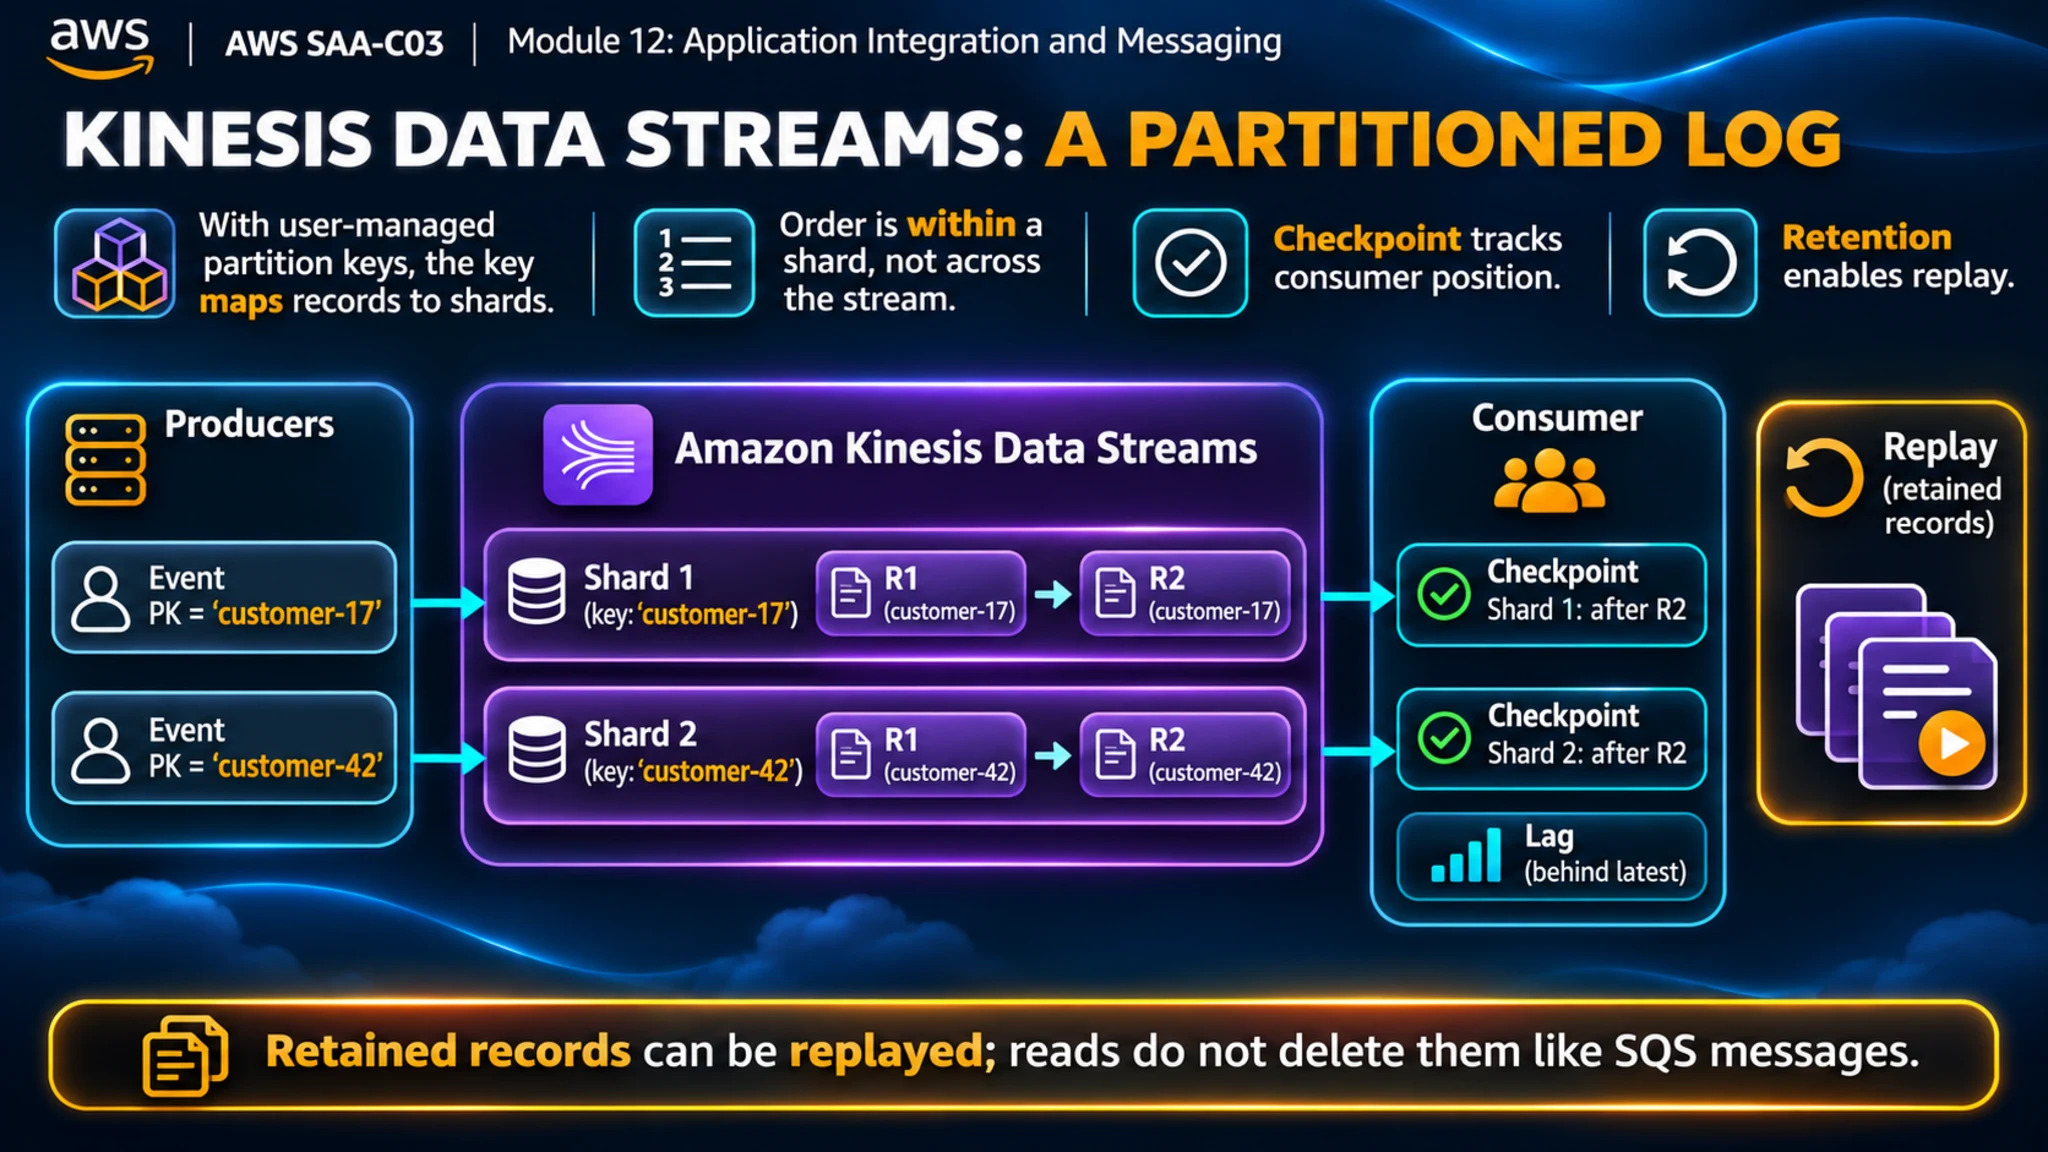 aws
AWS SAA-C03
Module 12: Application Integration and Messaging
KINESIS DATA STREAMS: A PARTITIONED LOG
With user-managed
partition keys, the key
maps records to shards.
1
2
3
Order is within a
shard, not across
the stream.
Checkpoint tracks
consumer position.
Retention
enables replay.
Producers
Event
PK = ‘customer-17’
Event
PK = ‘customer-42’
Amazon Kinesis Data Streams
Shard 1
(key: ‘customer-17’)
R1
(customer-17)
R2
(customer-17)
Shard 2
(key: ‘customer-42’)
R1
(customer-42)
R2
(customer-42)
Consumer
Checkpoint
Shard 1: after R2
Checkpoint
Shard 2: after R2
Lag
(behind latest)
Replay
(retained
records)
Retained records can be replayed; reads do not delete them like SQS messages.